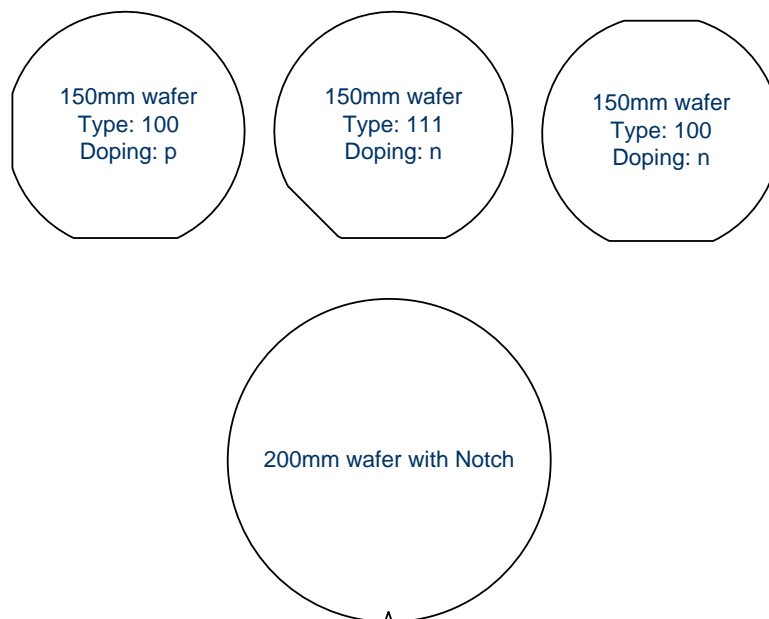 150mm wafer
Type: 100
Doping: p
150mm wafer
Type: 111
Doping: n
150mm wafer
Type: 100
Doping: n
200mm wafer with Notch